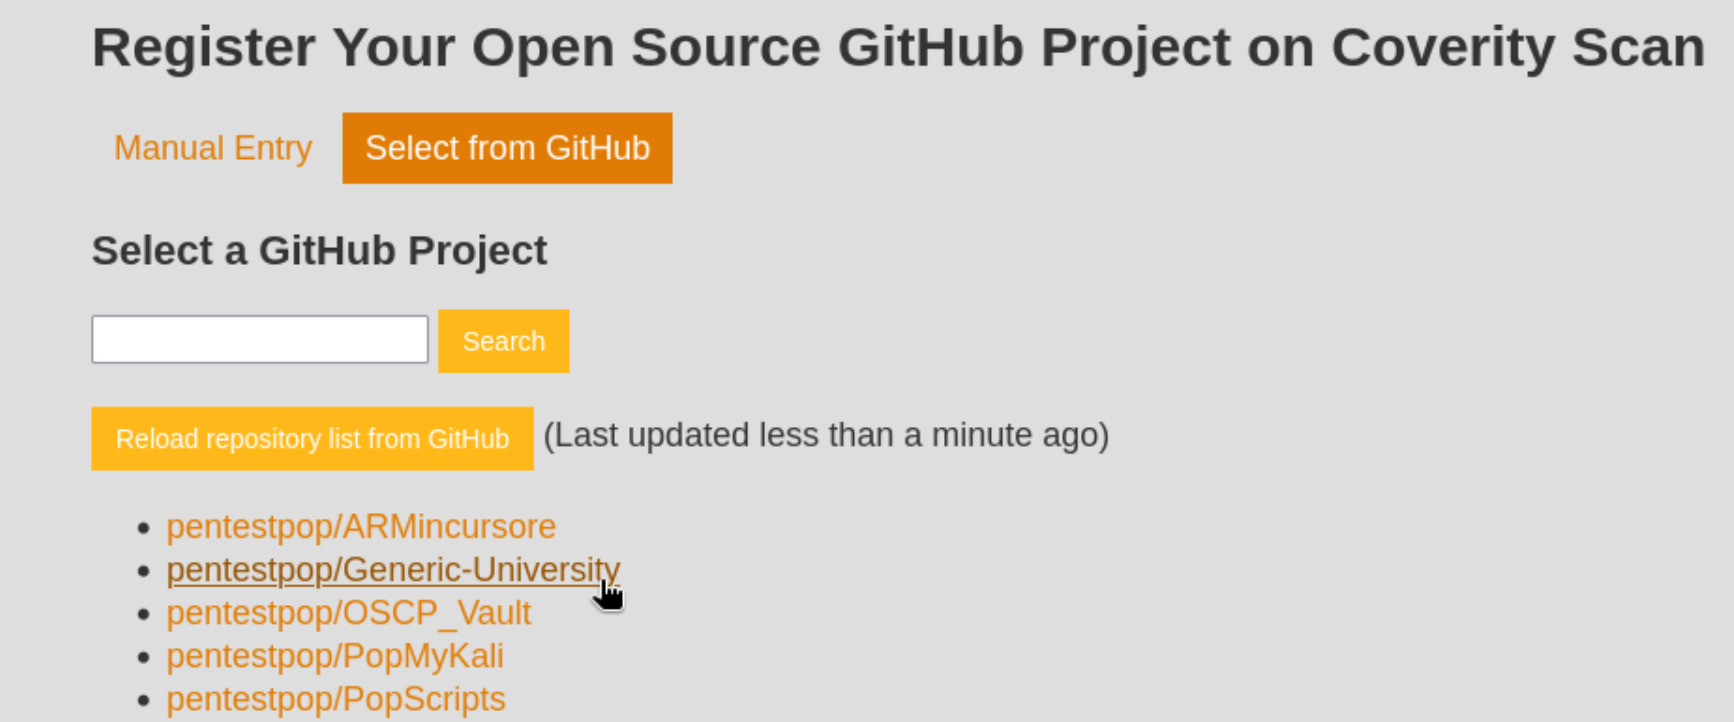 Register Your Open Source GitHub Project on Coverity Scan
Manual Entry Select from GitHub
Select a GitHub Project
Search
Reload repository list from GitHub (Last updated less than a minute ago)
pentestpop/ARMincursore
pentestpop/Generic-University
pentestpop/OSCP_Vault
pentestpop/PopMyKali
pentestpop/PopScripts